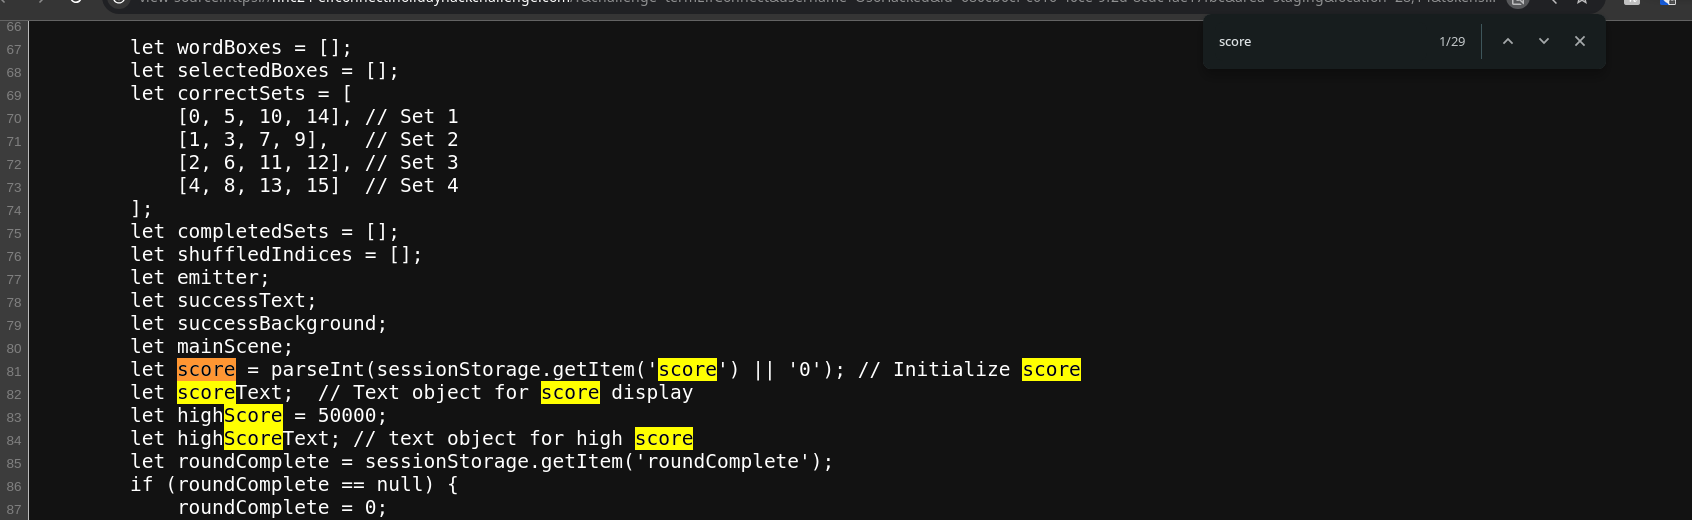 score 1/29
66
67 let wordBoxes = [];
68 let selectedBoxes = [];
69 let correctSets = [
70 [0, 5, 10, 14], // Set 1
71 [1, 3, 7, 9],   // Set 2
72 [2, 6, 11, 12], // Set 3
73 [4, 8, 13, 15]  // Set 4
74 ];
75 let completedSets = [];
76 let shuffledIndices = [];
77 let emitter;
78 let successText;
79 let successBackground;
80 let mainScene;
81 let score = parseInt(sessionStorage.getItem('score') || '0'); // Initialize score
82 let scoreText;  // Text object for score display
83 let highScore = 50000;
84 let highScoreText; // text object for high score
85 let roundComplete = sessionStorage.getItem('roundComplete');
86 if (roundComplete == null) {
87 roundComplete = 0;